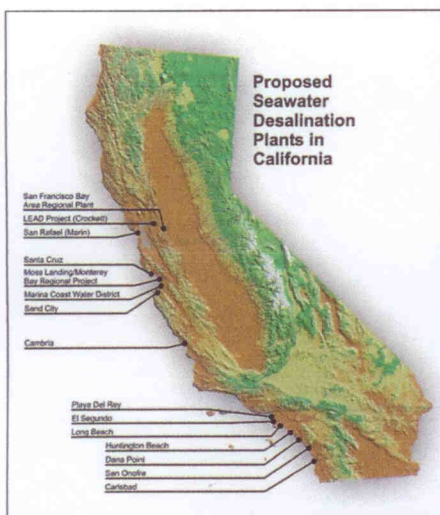 Proposed
Seawater
Desalination
Plants in
California
San Francisco Bay
Area Regional Plant
LEAD Project (Crockett)
San Rafael (Marin)
Santa Cruz
Moss Landing/Monterey
Bay Regional Project
Marina Coast Water District
Sand City
Cambria
Playa Del Rey
El Segundo
Long Beach
Huntington Beach
Dana Point
San Onofre
Carlsbad